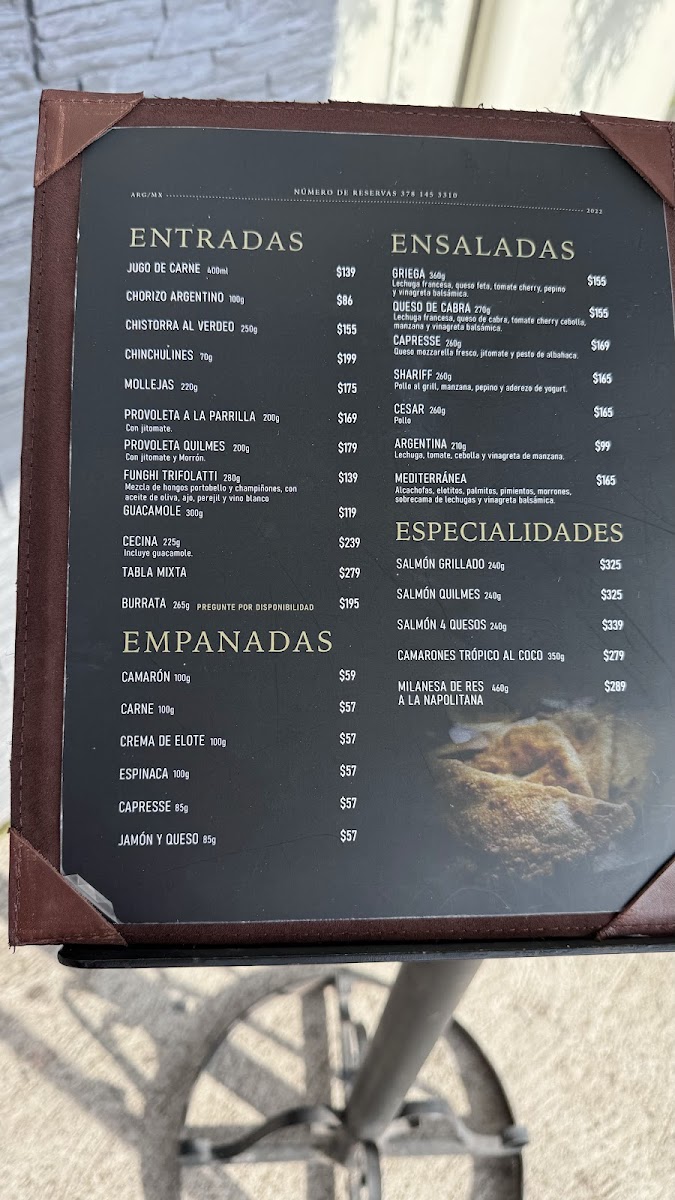 ARG/MX
NÚMERO DE RESERVAS 378 145 3310
2022
ENTRADAS
JUGO DE CARNE 400ml $139
CHORIZO ARGENTINO 100g $86
CHISTORRA AL VERDEO 250g $155
CHINCHULINES 70g $199
MOLLEJAS 220g $175
PROVOLETA A LA PARRILLA 200g $169
Con jitomate.
PROVOLETA QUILMES 200g $179
Con jitomate y Morrón.
FUNGHI TRIFOLATTI 280g $139
Mezcla de hongos portobello y champiñones, con
aceite de oliva, ajo, perejil y vino blanco
GUACAMOLE 300g $119
CECINA 225g $239
Incluye guacamole.
TABLA MIXTA $279
BURRATA 265g PREGUNTE POR DISPONIBILIDAD $195
EMPANADAS
CAMARÓN 100g $59
CARNE 100g $57
CREMA DE ELOTE 100g $57
ESPINACA 100g $57
CAPRESSE 85g $57
JAMÓN Y QUESO 85g $57
ENSALADAS
GRIEGA 360g $155
Lechuga francesa, queso feta, tomate cherry, pepino
y vinagreta balsámica.
QUESO DE CABRA 270g $155
Lechuga francesa, queso de cabra, tomate cherry cebolla,
manzana y vinagreta balsámica.
CAPRESSE 260g $169
Queso mozzarella fresco, jitomate y pesto de albahaca.
SHARIFF 260g $165
Pollo al grill, manzana, pepino y aderezo de yogurt.
CESAR 260g $165
Pollo
ARGENTINA 210g $99
Lechuga, tomate, cebolla y vinagreta de manzana.
MEDITERRÁNEA $165
Alcachofas, elotitos, palmitos, pimientos, morrones,
sobrecama de lechugas y vinagreta balsámica.
ESPECIALIDADES
SALMÓN GRILLADO 240g $325
SALMÓN QUILMES 240g $325
SALMÓN 4 QUESOS 240g $339
CAMARONES TRÓPICO AL COCO 350g $279
MILANESA DE RES 460g $289
A LA NAPOLITANA